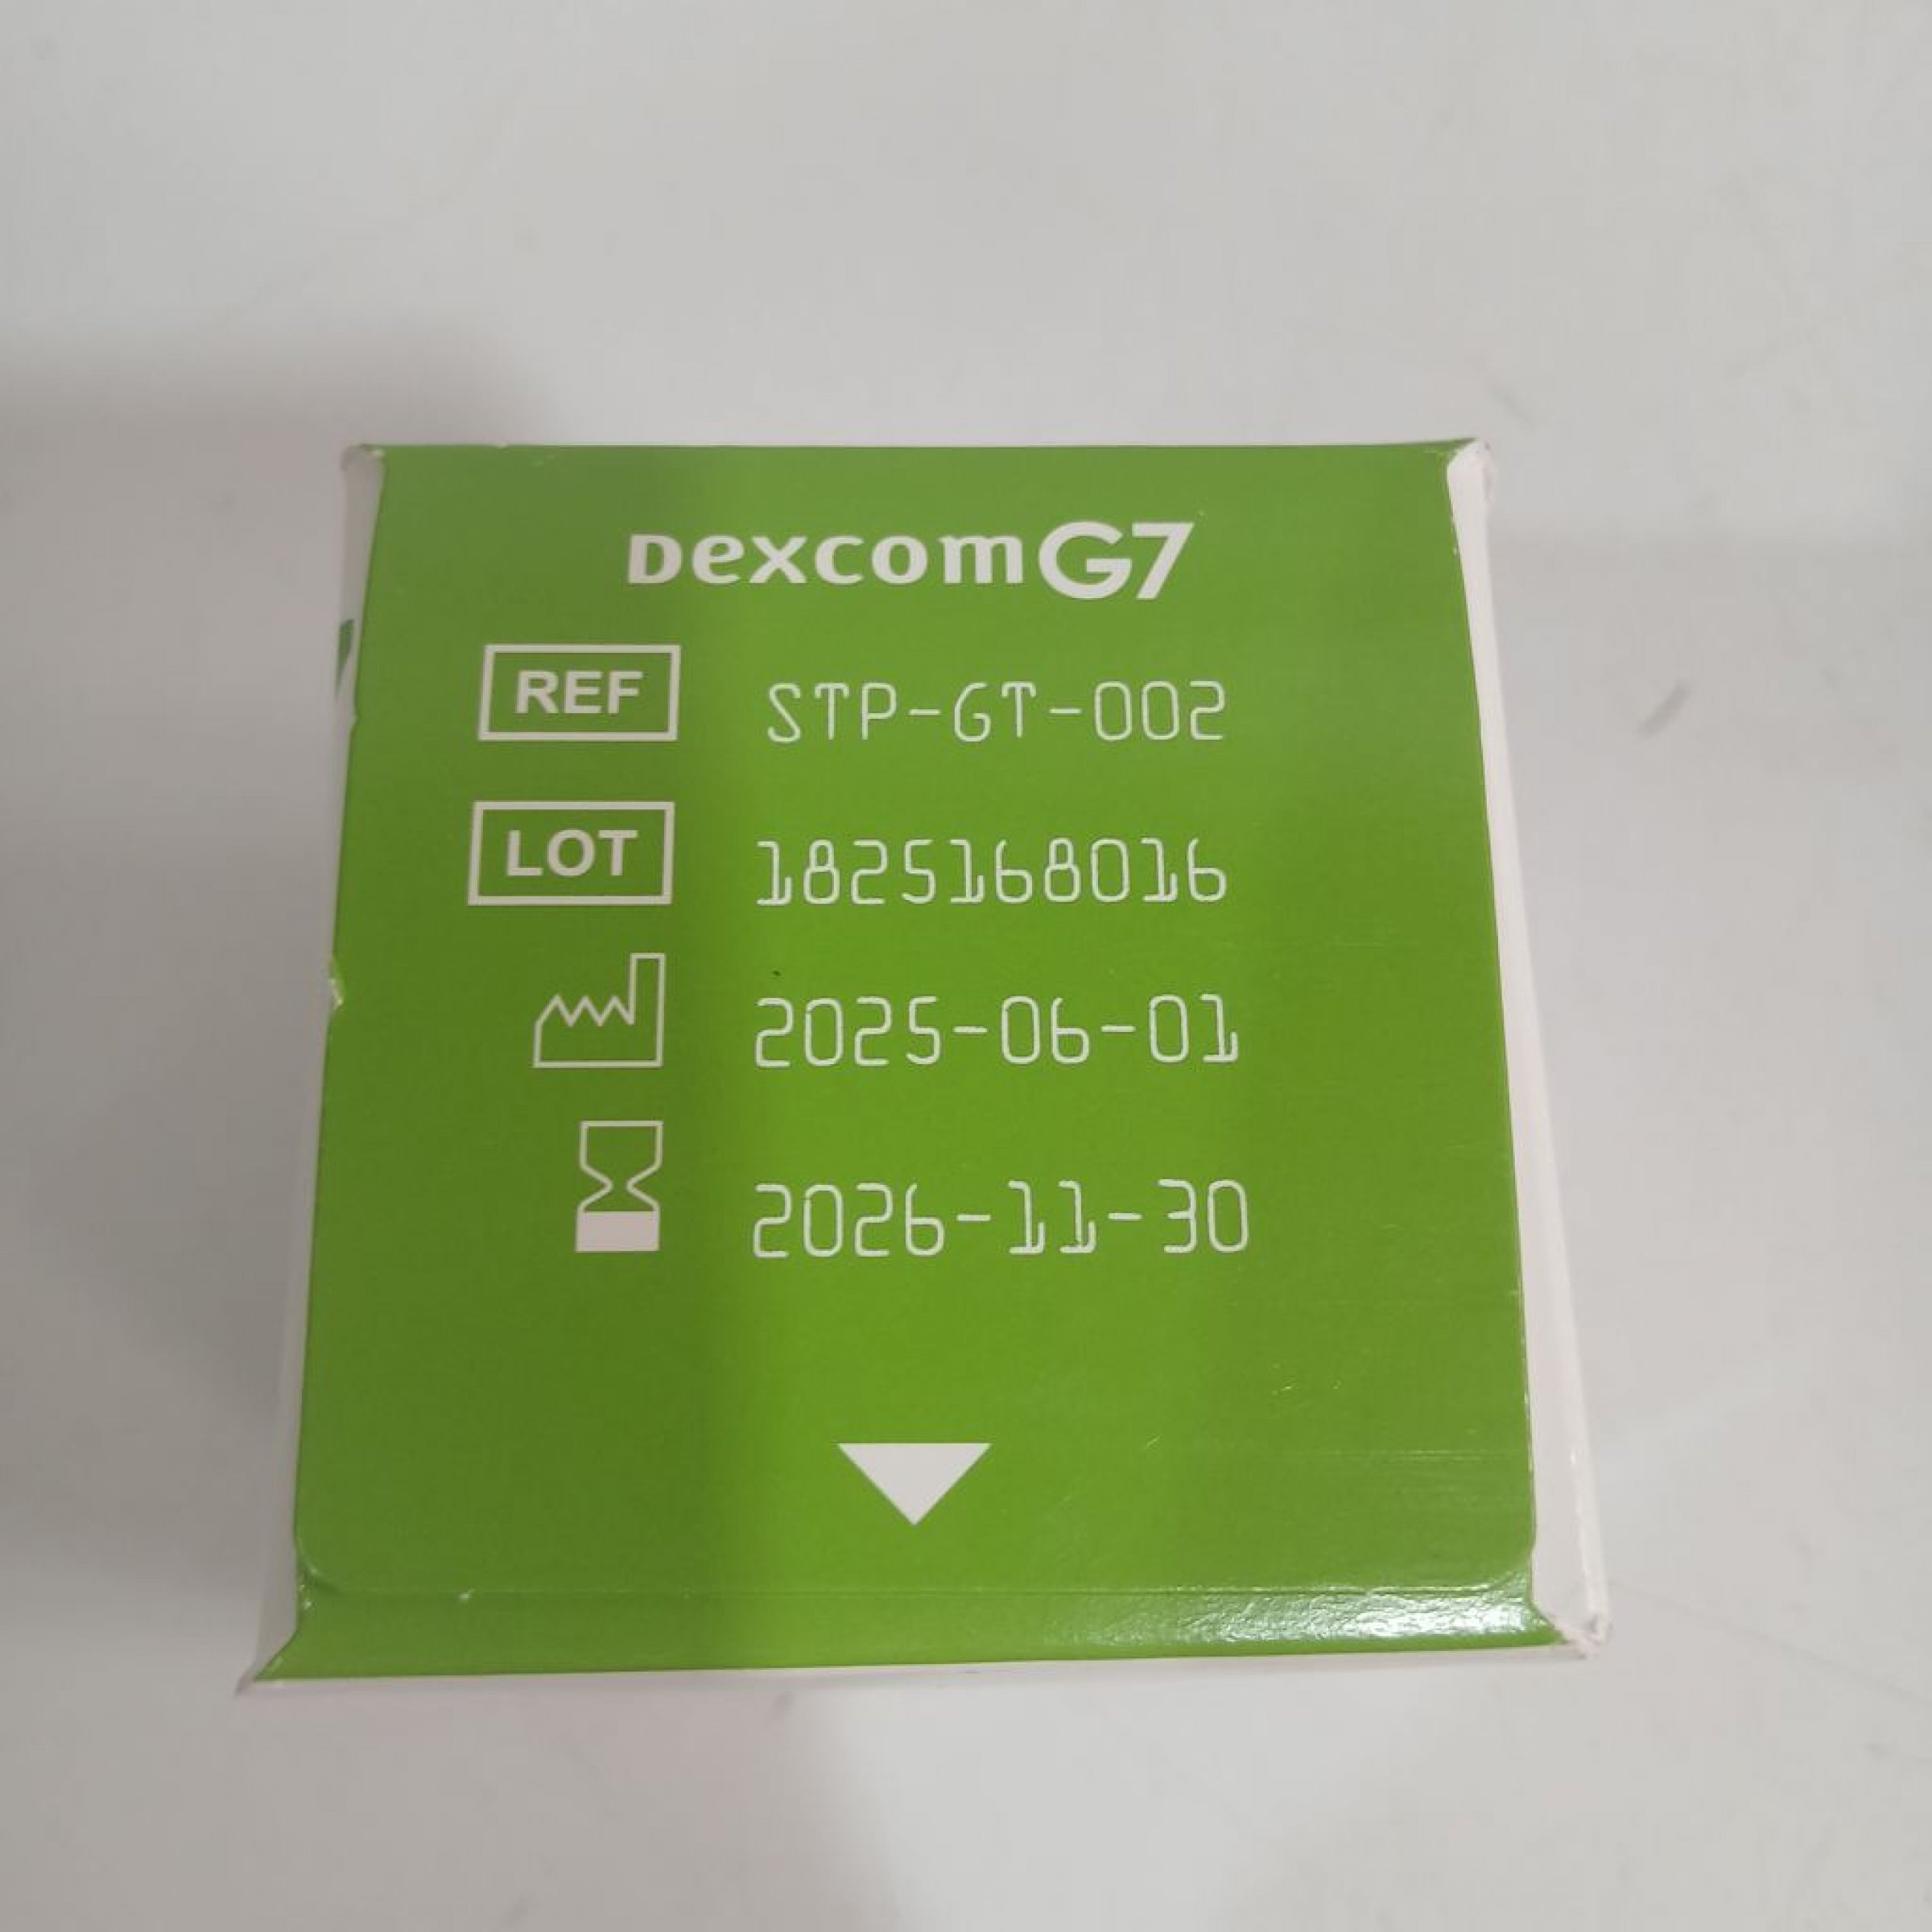 Dexcom G7
REF STP-GT-002
LOT 1825168016
2025-06-01
2026-11-30